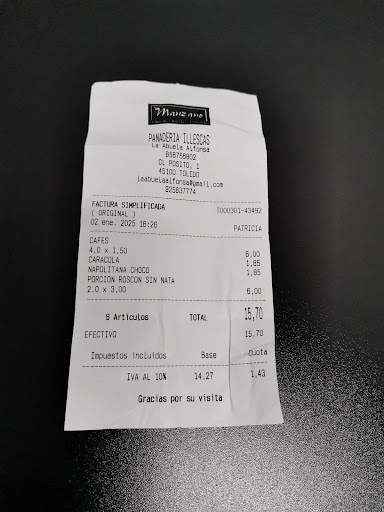 Manzano
PANADERIA ILLESCAS
La Abuela Alfonsa
B56756802
CL POSITO, 1
45100 TOLEDO
laabuelaalfonsa@gmail.com
925837774
FACTURA SIMPLIFICADA
( ORIGINAL ) T000301-43492
02 ene. 2025 16:26 PATRICIA
CAFES
4.0 x 1,50 6,00
CARACOLA 1,85
NAPOLITANA CHOCO 1,85
PORCION ROSCON SIN NATA
2.0 x 3,00 6,00
8 Articulos TOTAL 15,70
EFECTIVO 15,70
Impuestos incluidos Base Cuota
IVA AL 10% 14,27 1,43
Gracias por su visita